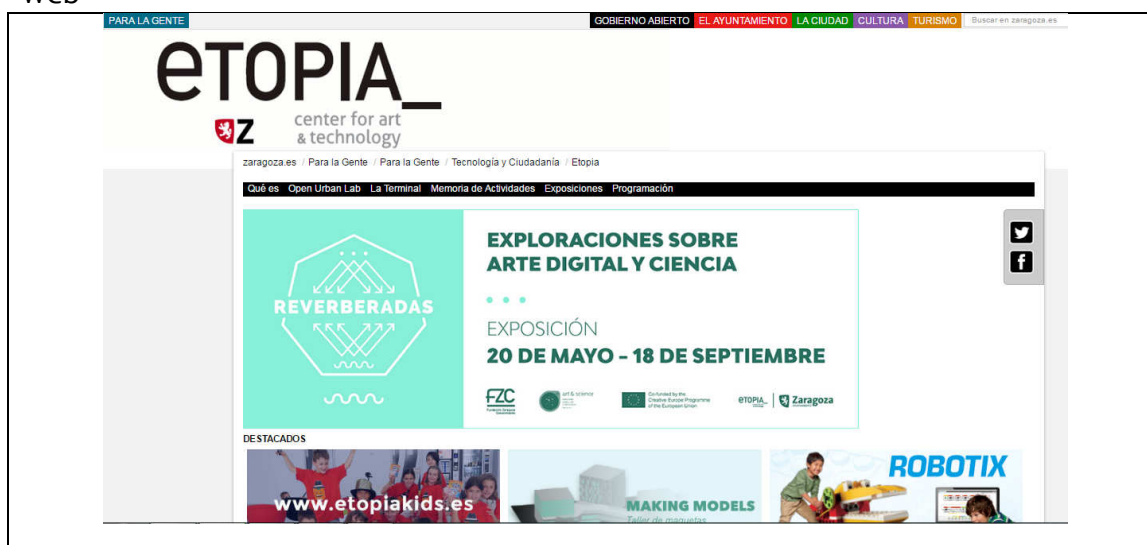 web
PARA LA GENTE
GOBIERNO ABIERTO EL AYUNTAMIENTO LA CIUDAD CULTURA TURISMO Buscar en zaragoza.es
eTOPIA_
Z center for art
& technology
zaragoza.es / Para la Gente / Para la Gente / Tecnología y Ciudadanía / Etopia
Qué es Open Urban Lab La Terminal Memoria de Actividades Exposiciones Programación
REVERBERADAS
EXPLORACIONES SOBRE
ARTE DIGITAL Y CIENCIA
EXPOSICIÓN
20 DE MAYO - 18 DE SEPTIEMBRE
FZC
art & science
Co-funded by the
Creative Europe Programme
of the European Union
eTOPIA_
Zaragoza
DESTACADOS
www.etopiakids.es
MAKING MODELS
Taller de maquetas
ROBOTIX